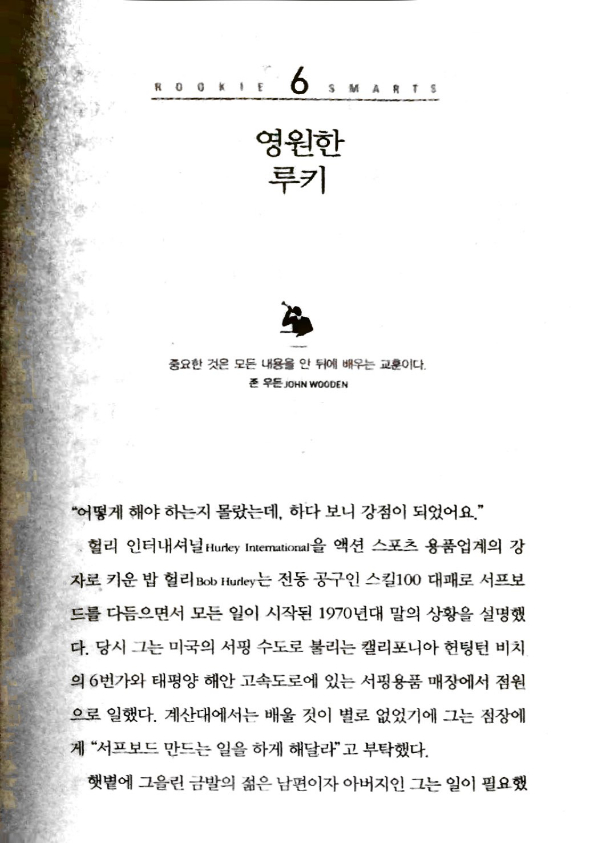 ROOKIE 6 SMARTS
영원한
루키
중요한 것은 모든 내용을 안 뒤에 배우는 교훈이다.
존 우든JOHN WOODEN
“어떻게 해야 하는지 몰랐는데, 하다 보니 강점이 되었어요.”
헐리 인터내셔널Hurley International을 액션 스포츠 용품업계의 강
자로 키운 밥 헐리Bob Hurley는 전동 공구인 스킬100 대패로 서프보
드를 다듬으면서 모든 일이 시작된 1970년대 말의 상황을 설명했
다. 당시 그는 미국의 서핑 수도로 불리는 캘리포니아 헌팅턴 비치
의 6번가와 태평양 해안 고속도로에 있는 서핑용품 매장에서 점원
으로 일했다. 계산대에서는 배울 것이 별로 없었기에 그는 점장에
게 “서프보드 만드는 일을 하게 해달라”고 부탁했다.
햇볕에 그을린 금발의 젊은 남편이자 아버지인 그는 일이 필요했